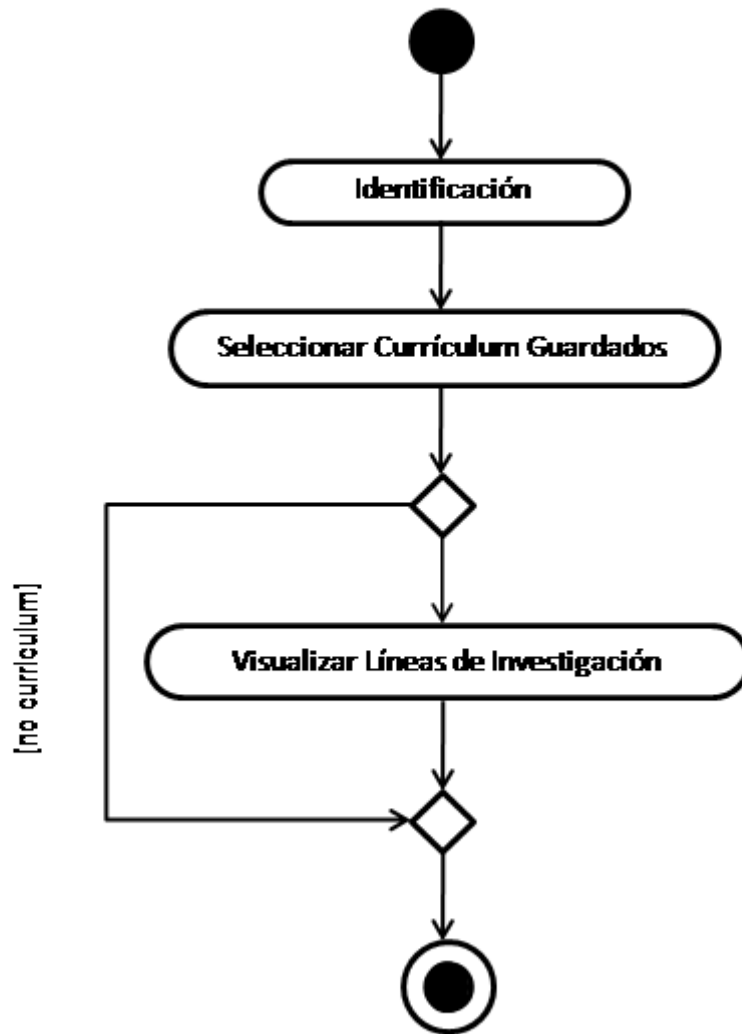 Identificación
Seleccionar Currículum Guardados
[no curriculum]
Visualizar Líneas de Investigación